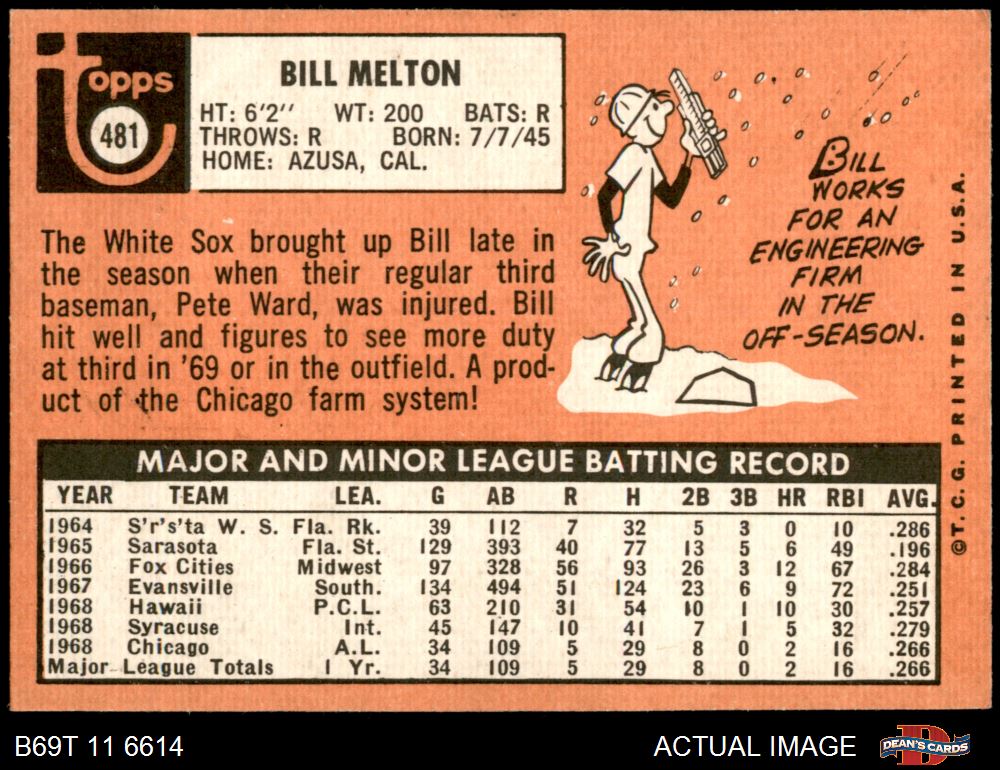 Topps
481
BILL MELTON
HT: 6'2" WT: 200 BATS: R
THROWS: R BORN: 7/7/45
HOME: AZUSA, CAL.
The White Sox brought up Bill late in
the season when their regular third
baseman, Pete Ward, was injured. Bill
hit well and figures to see more duty
at third in '69 or in the outfield. A prod-
uct of the Chicago farm system!
BILL
WORKS
FOR AN
ENGINEERING
FIRM
IN THE
OFF-SEASON.
©T.C.G. PRINTED IN U.S.A.
MAJOR AND MINOR LEAGUE BATTING RECORD
YEAR TEAM LEA. G AB R H 2B 3B HR RBI AVG.
1964 S'r's'ta W. S. Fla. Rk. 39 112 7 32 5 3 0 10 .286
1965 Sarasota Fla. St. 129 393 40 77 13 5 6 49 .196
1966 Fox Cities Midwest 97 328 56 93 26 3 12 67 .284
1967 Evansville South. 134 494 51 124 23 6 9 72 .251
1968 Hawaii P.C.L. 63 210 31 54 10 1 10 30 .257
1968 Syracuse Int. 45 147 10 41 7 1 5 32 .279
1968 Chicago A.L. 34 109 5 29 8 0 2 16 .266
Major League Totals 1 Yr. 34 109 5 29 8 0 2 16 .266
B69T 11 6614
ACTUAL IMAGE
D
DEAN'S CARDS